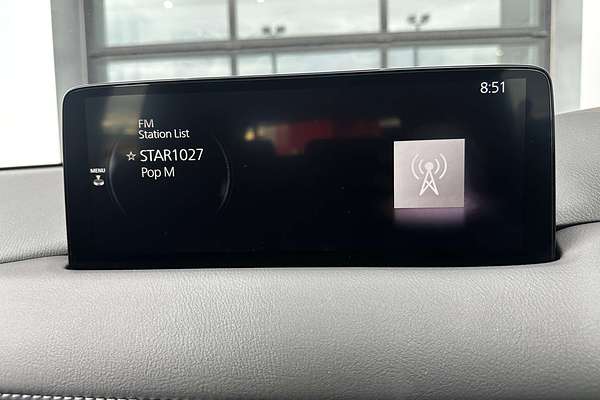 8:51
FM
Station List
☆ STAR1027
Pop M
MENU